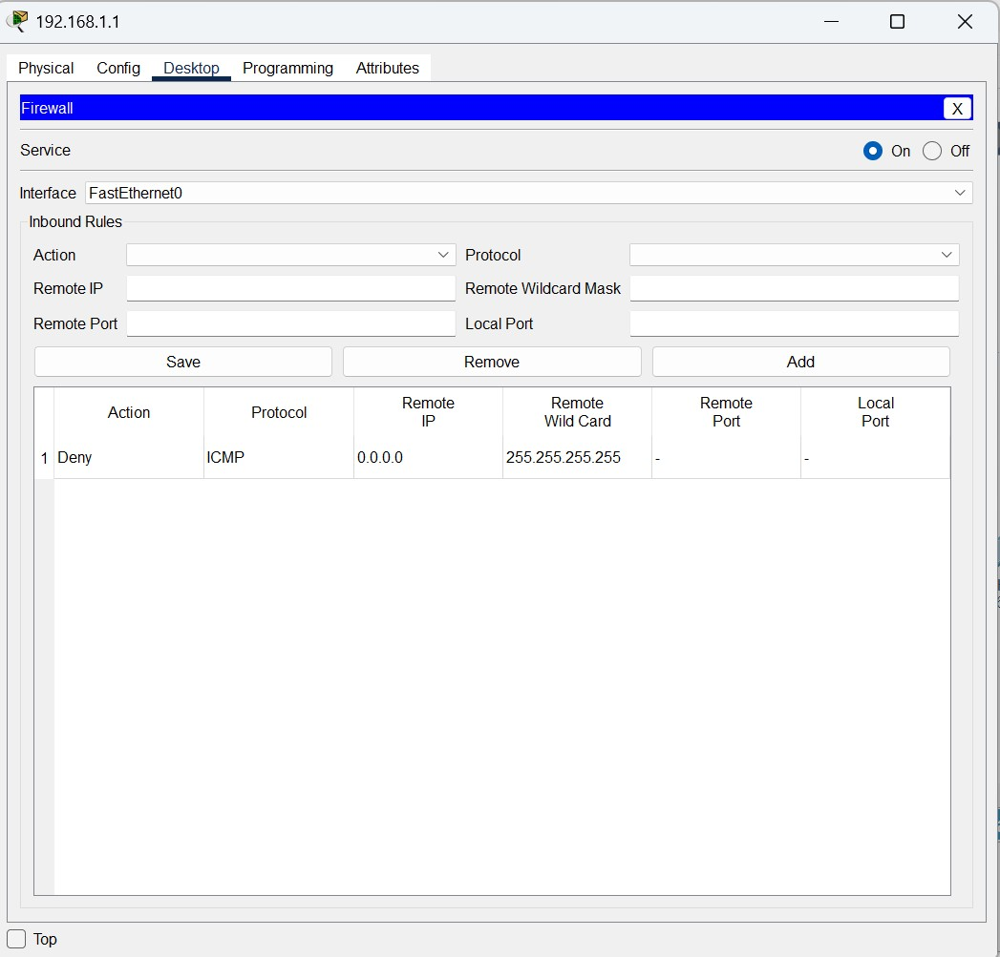 192.168.1.1
Physical Config Desktop Programming Attributes
Firewall X
Service On Off
Interface FastEthernet0
Inbound Rules
Action Protocol
Remote IP Remote Wildcard Mask
Remote Port Local Port
Save Remove Add
Action Protocol Remote IP Remote Wild Card Remote Port Local Port
1 Deny ICMP 0.0.0.0 255.255.255.255 - -
Top